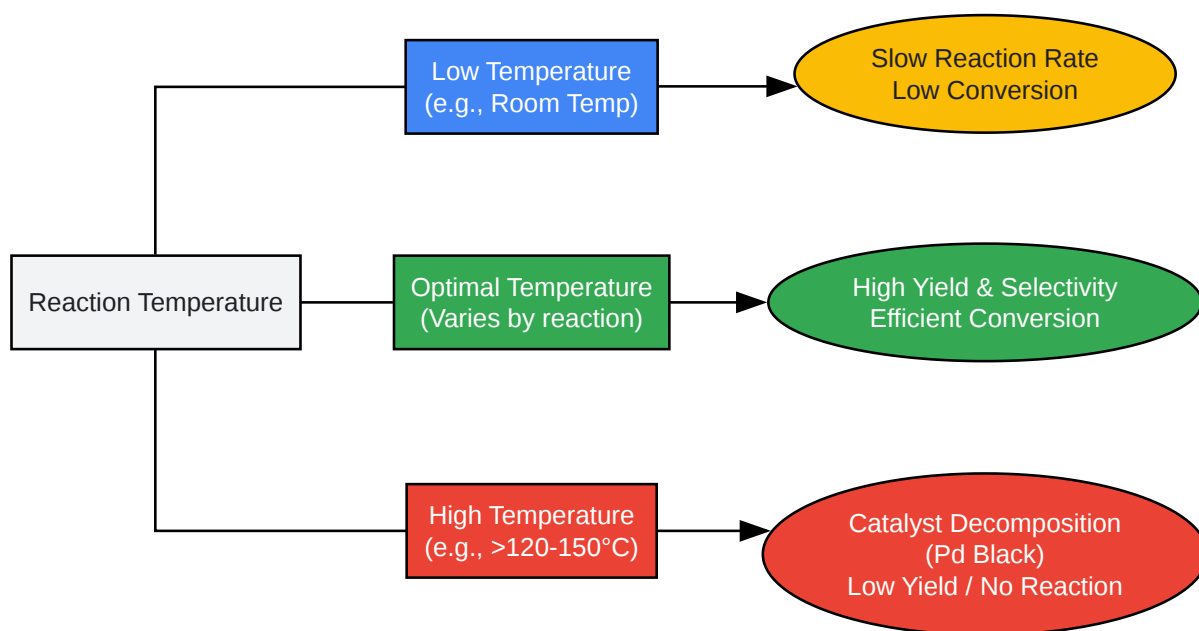 Reaction Temperature
Low Temperature
(e.g., Room Temp)
Slow Reaction Rate
Low Conversion
Optimal Temperature
(Varies by reaction)
High Yield & Selectivity
Efficient Conversion
High Temperature
(e.g., >120-150°C)
Catalyst Decomposition
(Pd Black)
Low Yield / No Reaction